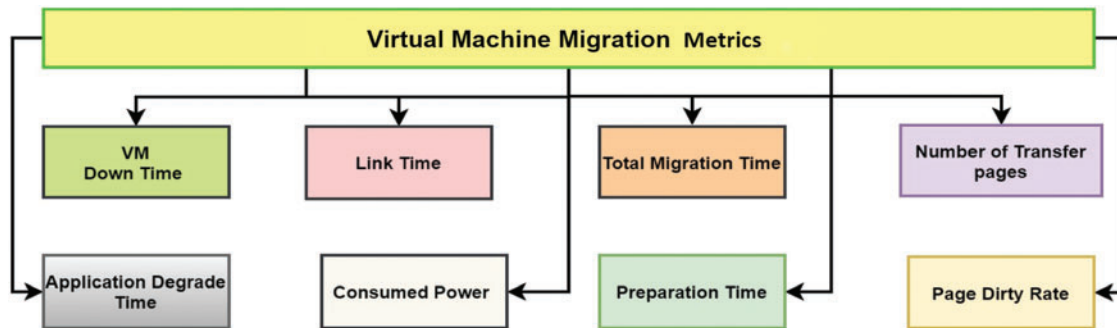 Virtual Machine Migration Metrics
VM
Down Time
Link Time
Total Migration Time
Number of Transfer
pages
Application Degrade
Time
Consumed Power
Preparation Time
Page Dirty Rate